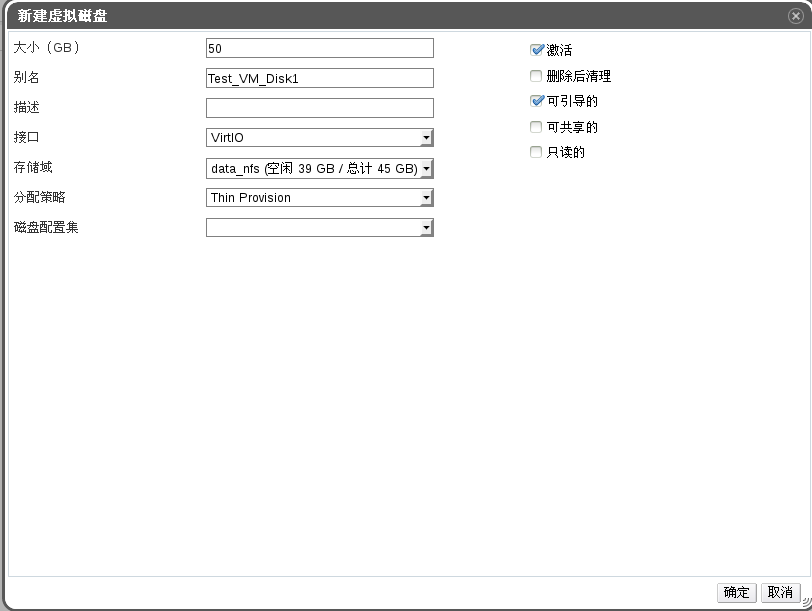 新建虚拟磁盘
大小（GB） 50
别名 Test_VM_Disk1
描述
接口 VirtIO
存储域 data_nfs (空闲 39 GB / 总计 45 GB)
分配策略 Thin Provision
磁盘配置集
激活
删除后清理
可引导的
可共享的
只读的
确定 取消